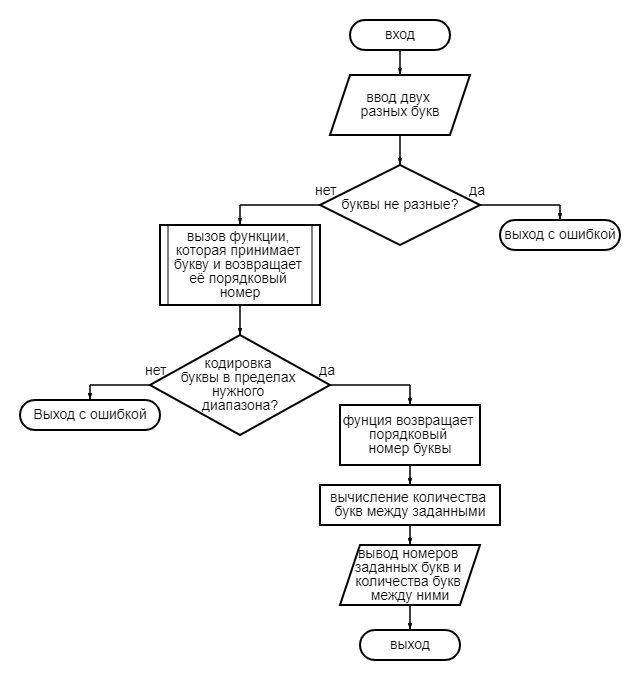 вход
ввод двух
разных букв
нет
да
буквы не разные?
выход с ошибкой
вызов функции,
которая принимает
букву и возвращает
её порядковый
номер
нет
да
кодировка
буквы в пределах
нужного
диапазона?
Выход с ошибкой
фунция возвращает
порядковый
номер буквы
вычисление количества
букв между заданными
вывод номеров
заданных букв и
количества букв
между ними
выход